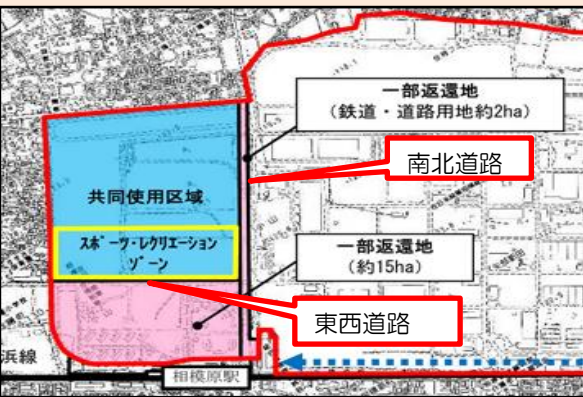 一部返還地
（鉄道・道路用地約2ha）
南北道路
共同使用区域
スポーツ・レクリエーション
ゾーン
一部返還地
（約15ha）
東西道路
浜線
相模原駅